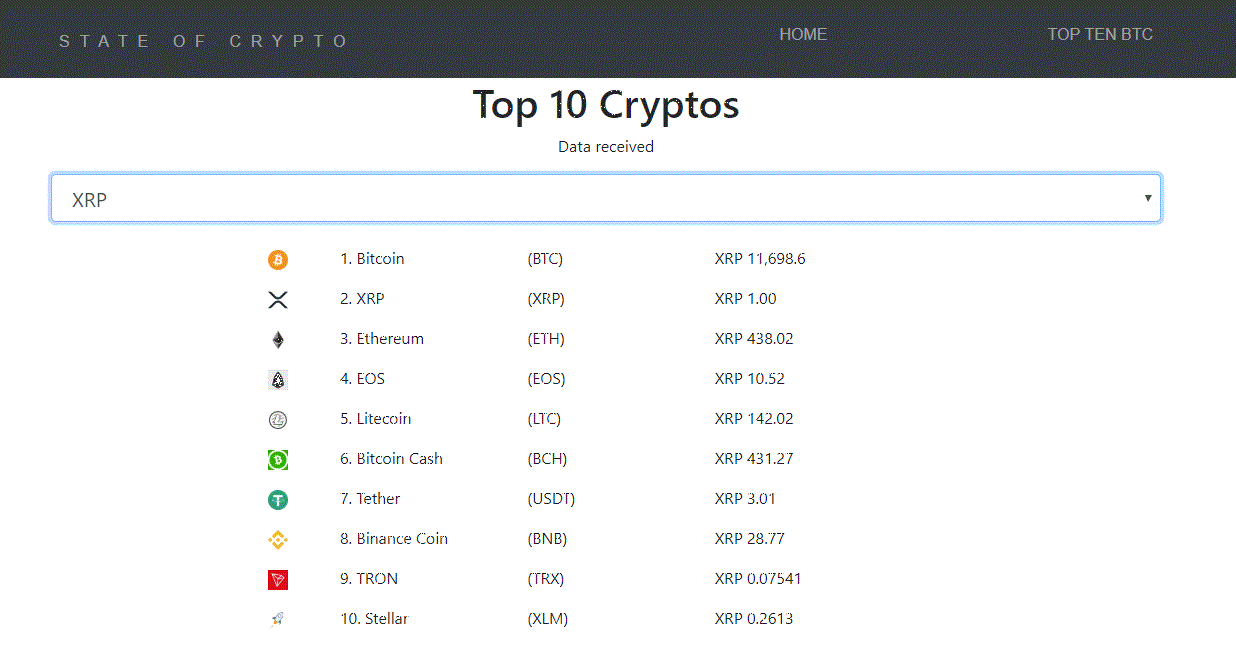 STATE OF CRYPTO HOME TOP TEN BTC
Top 10 Cryptos
Data received
XRP
1. Bitcoin (BTC) XRP 11,698.6
2. XRP (XRP) XRP 1.00
3. Ethereum (ETH) XRP 438.02
4. EOS (EOS) XRP 10.52
5. Litecoin (LTC) XRP 142.02
6. Bitcoin Cash (BCH) XRP 431.27
7. Tether (USDT) XRP 3.01
8. Binance Coin (BNB) XRP 28.77
9. TRON (TRX) XRP 0.07541
10. Stellar (XLM) XRP 0.2613